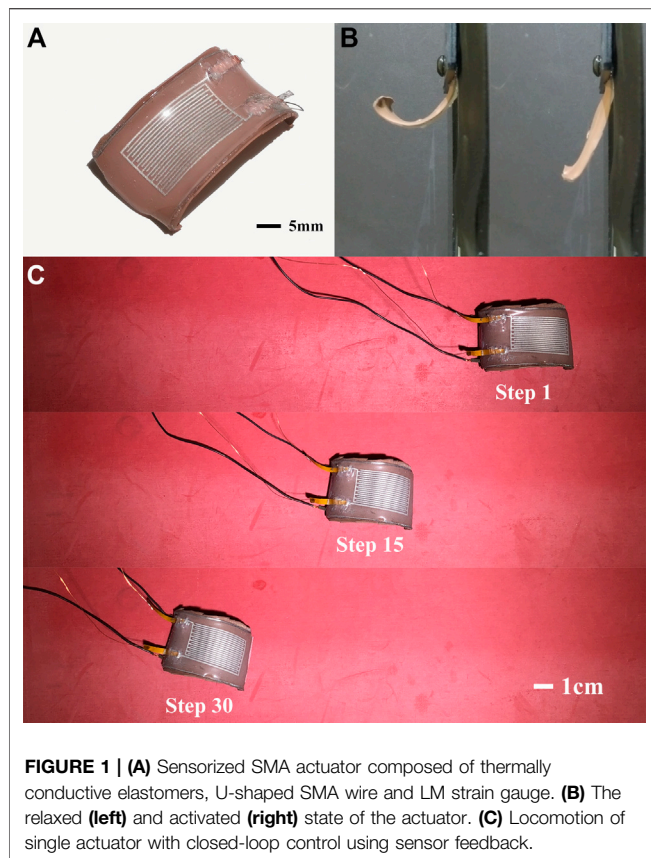 A
B
5mm
C
Step 1
Step 15
Step 30
1cm
FIGURE 1 | (A) Sensorized SMA actuator composed of thermally
conductive elastomers, U-shaped SMA wire and LM strain gauge. (B) The
relaxed (left) and activated (right) state of the actuator. (C) Locomotion of
single actuator with closed-loop control using sensor feedback.